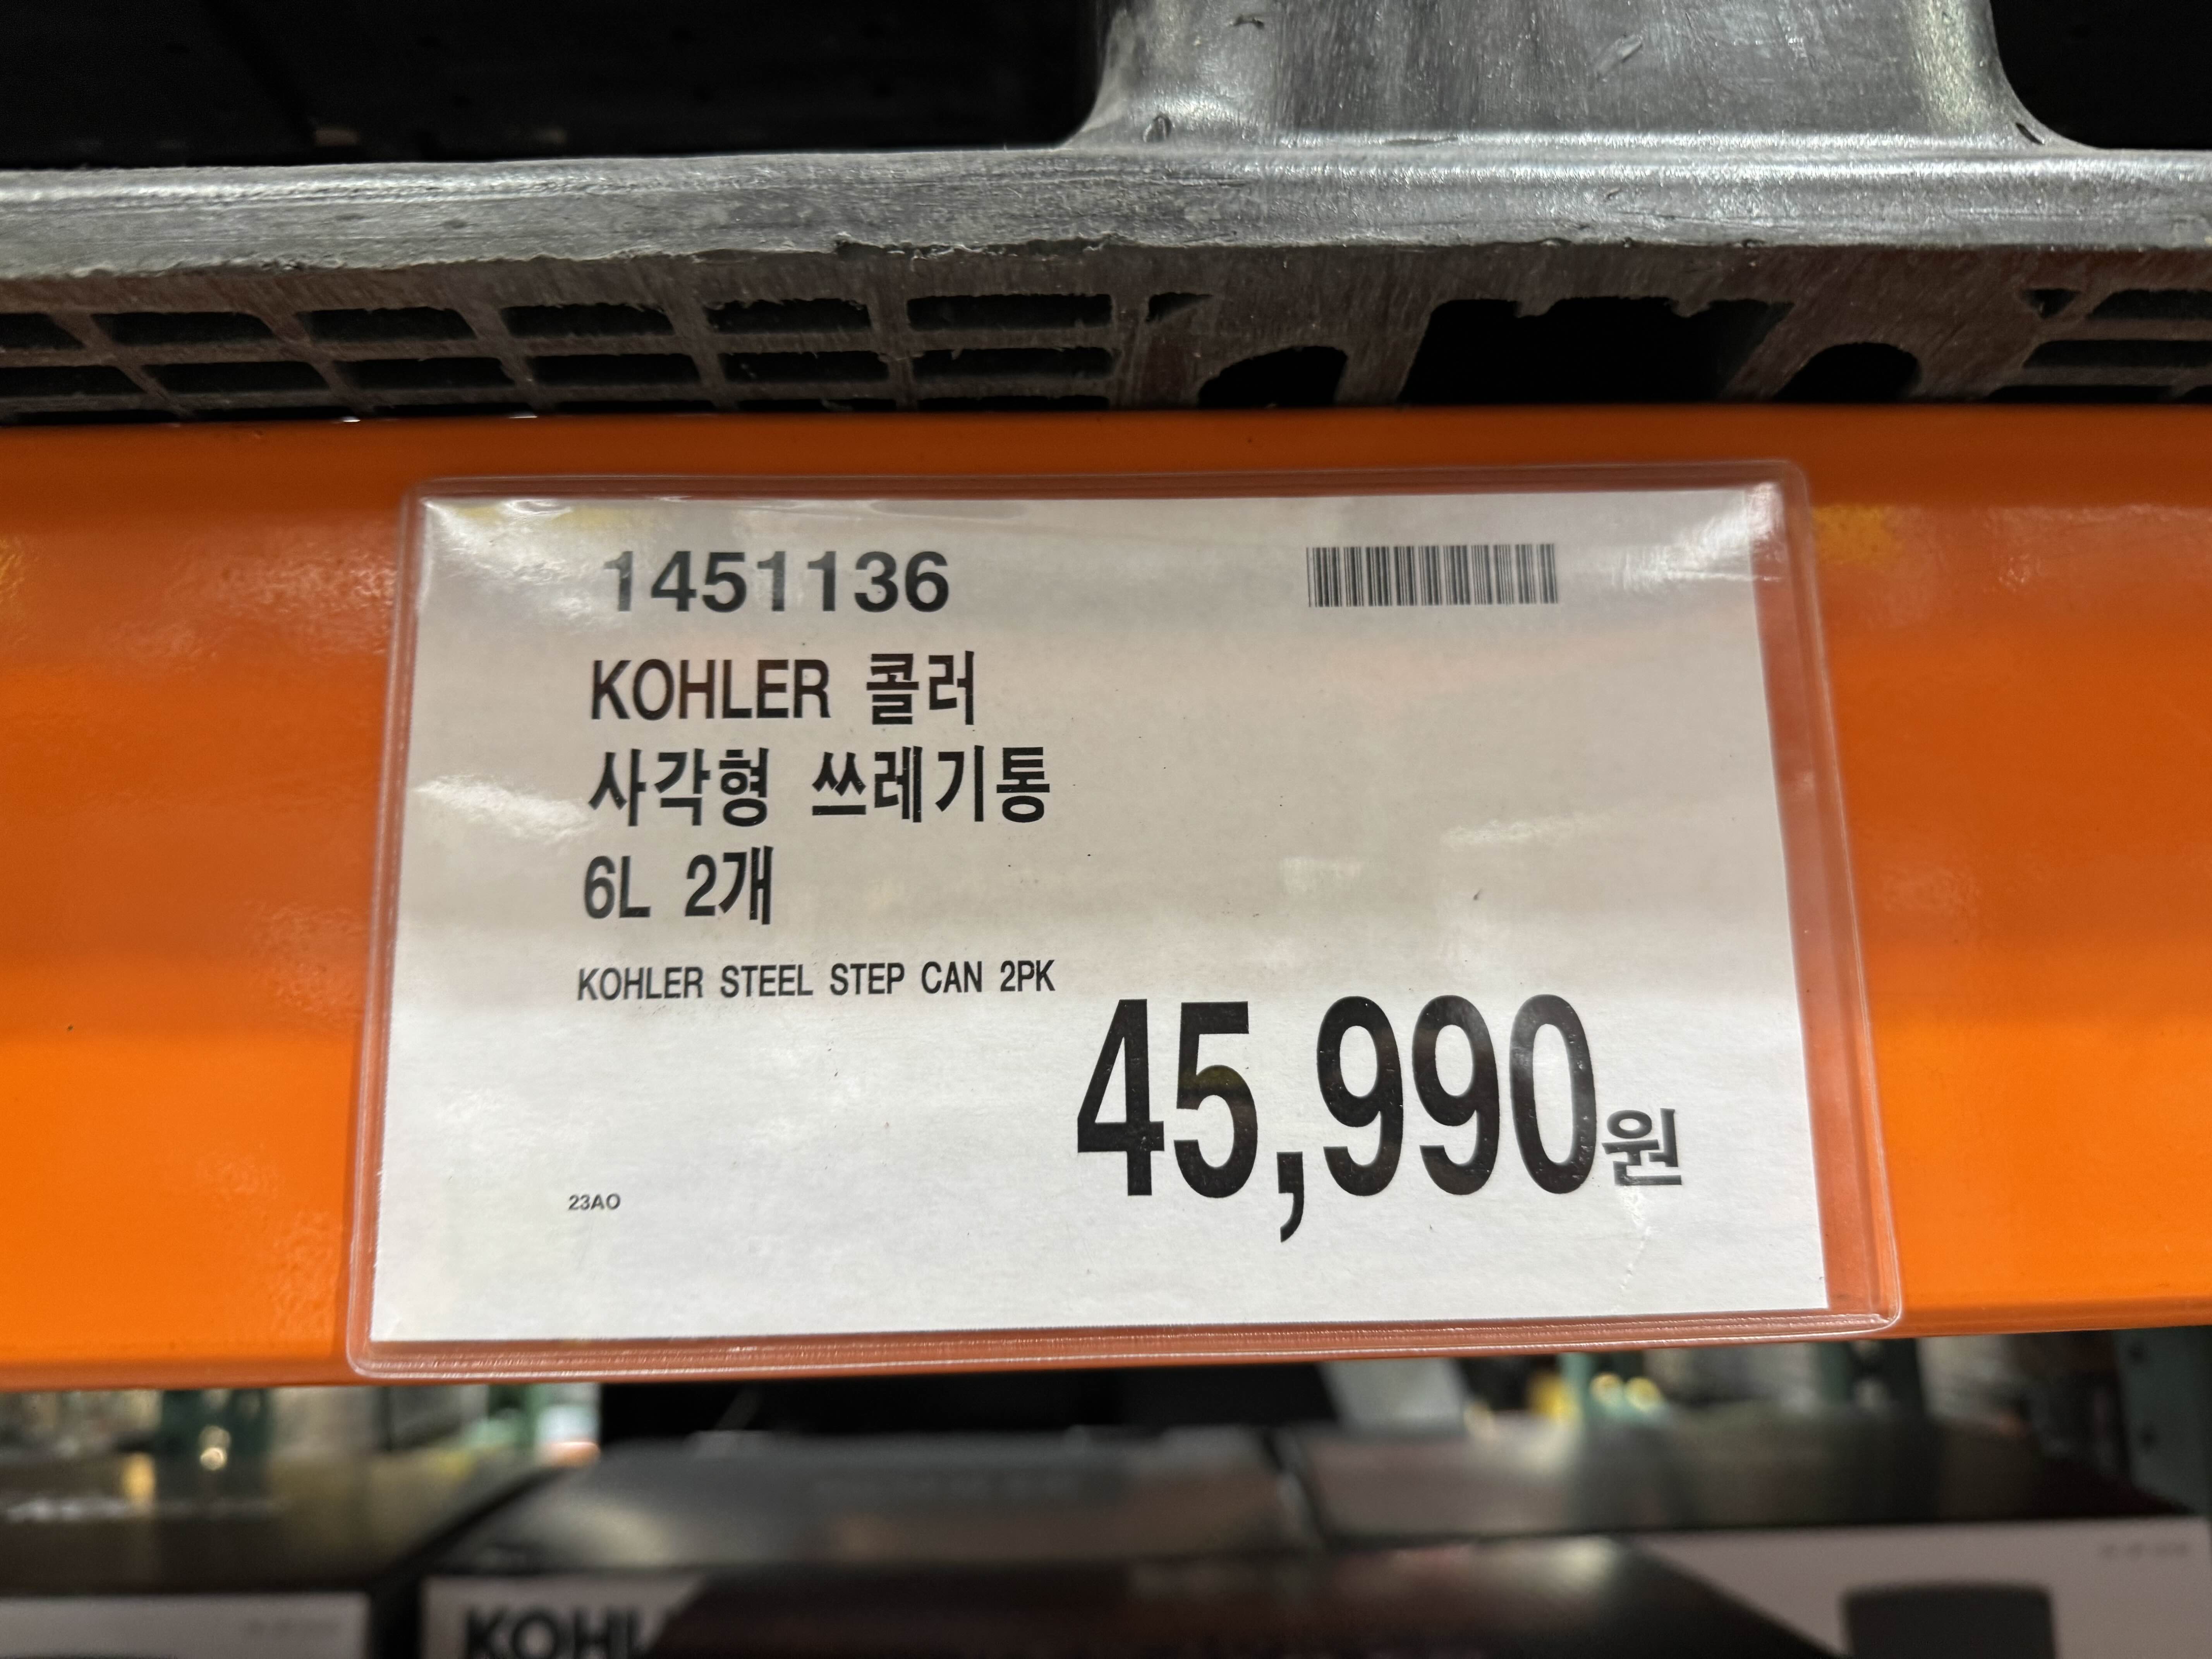 1451136
KOHLER 콜러
사각형 쓰레기통
6L 2개
KOHLER STEEL STEP CAN 2PK
45,990원
23AO